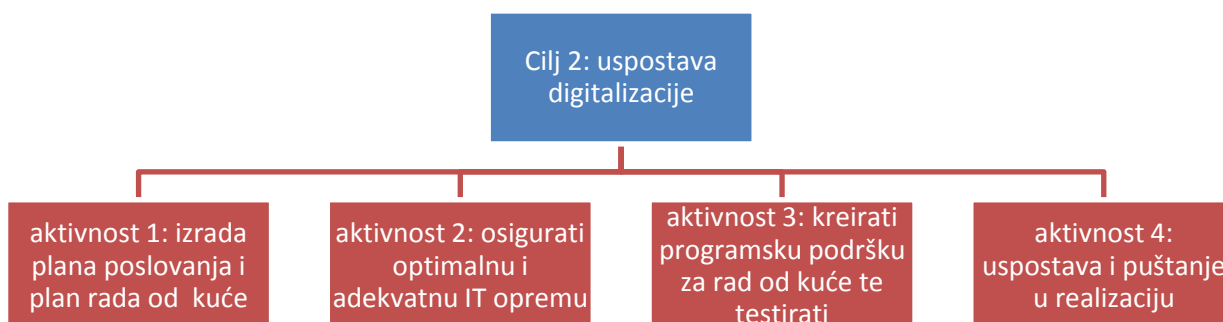 Cilj 2: uspostava
digitalizacije
aktivnost 1: izrada
plana poslovanja i
plan rada od  kuće
aktivnost 2: osigurati
optimalnu i
adekvatnu IT opremu
aktivnost 3: kreirati
programsku podršku
za rad od kuće te
testirati
aktivnost 4:
uspostava i puštanje
u realizaciju